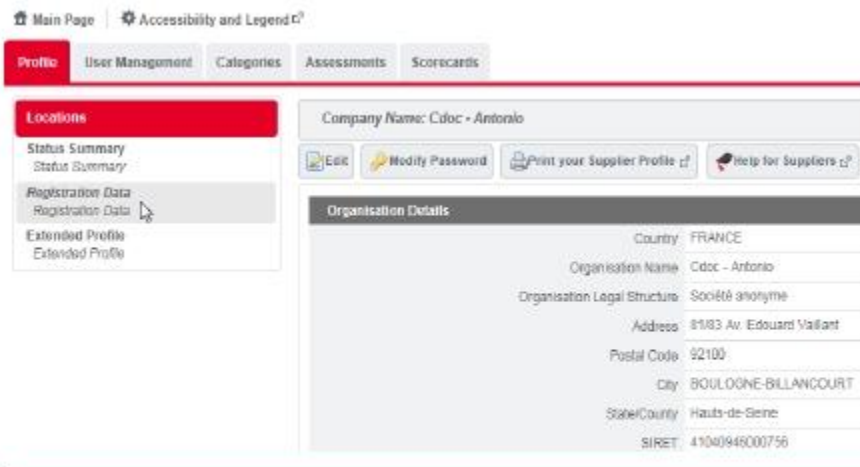 Main Page Accessibility and Legend
Profile User Management Categories Assessments Scorecards
Locations
Status Summary
Status Summary
Registration Data
Registration Data
Extended Profile
Extended Profile
Company Name: Cdoc - Antonio
Edit Modify Password Print your Supplier Profile Help for Suppliers
Organisation Details
Country FRANCE
Organisation Name Cdoc - Antonio
Organisation Legal Structure Société anonyme
Address 81/83 Av. Edouard Vaillant
Postal Code 92100
City BOULOGNE-BILLANCOURT
State/County Hauts-de-Seine
SIRET 41040946000756